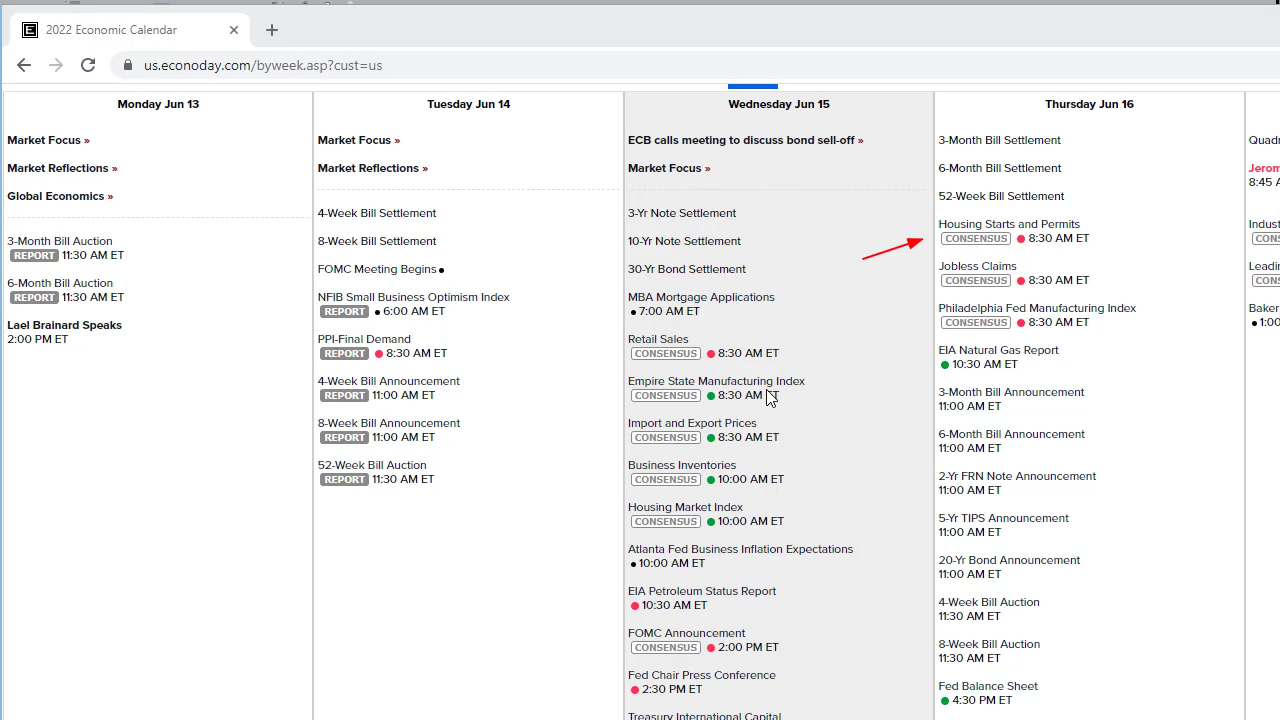 2022 Economic Calendar
us.econoday.com/byweek.asp?cust=us
Monday Jun 13
Market Focus »
Market Reflections »
Global Economics »
3-Month Bill Auction
REPORT 11:30 AM ET
6-Month Bill Auction
REPORT 11:30 AM ET
Lael Brainard Speaks
2:00 PM ET
Tuesday Jun 14
Market Focus »
Market Reflections »
4-Week Bill Settlement
8-Week Bill Settlement
FOMC Meeting Begins
NFIB Small Business Optimism Index
REPORT 6:00 AM ET
PPI-Final Demand
REPORT 8:30 AM ET
4-Week Bill Announcement
REPORT 11:00 AM ET
8-Week Bill Announcement
REPORT 11:00 AM ET
52-Week Bill Auction
REPORT 11:30 AM ET
Wednesday Jun 15
ECB calls meeting to discuss bond sell-off »
Market Focus »
3-Yr Note Settlement
10-Yr Note Settlement
30-Yr Bond Settlement
MBA Mortgage Applications
7:00 AM ET
Retail Sales
CONSENSUS 8:30 AM ET
Empire State Manufacturing Index
CONSENSUS 8:30 AM ET
Import and Export Prices
CONSENSUS 8:30 AM ET
Business Inventories
CONSENSUS 10:00 AM ET
Housing Market Index
CONSENSUS 10:00 AM ET
Atlanta Fed Business Inflation Expectations
10:00 AM ET
EIA Petroleum Status Report
10:30 AM ET
FOMC Announcement
CONSENSUS 2:00 PM ET
Fed Chair Press Conference
2:30 PM ET
Treasury International Capital
Thursday Jun 16
3-Month Bill Settlement
6-Month Bill Settlement
52-Week Bill Settlement
Housing Starts and Permits
CONSENSUS 8:30 AM ET
Jobless Claims
CONSENSUS 8:30 AM ET
Philadelphia Fed Manufacturing Index
CONSENSUS 8:30 AM ET
EIA Natural Gas Report
10:30 AM ET
3-Month Bill Announcement
11:00 AM ET
6-Month Bill Announcement
11:00 AM ET
2-Yr FRN Note Announcement
11:00 AM ET
5-Yr TIPS Announcement
11:00 AM ET
20-Yr Bond Announcement
11:00 AM ET
4-Week Bill Auction
11:30 AM ET
8-Week Bill Auction
11:30 AM ET
Fed Balance Sheet
4:30 PM ET
Quadr
Jerom
8:45 A
Indust
Leadi
Baker
1:00